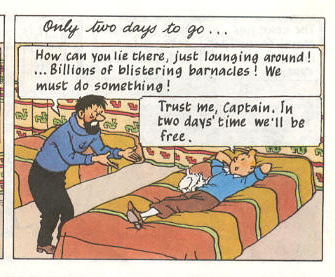 Only two days to go...
How can you lie there, just lounging around!
...Billions of blistering barnacles! We
must do something!
Trust me, Captain. In
two days' time we'll be
free.